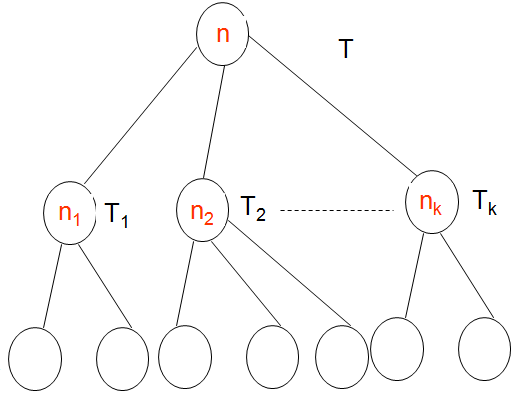 n
T
n₁ T₁
n₂ T₂
nₖ Tₖ